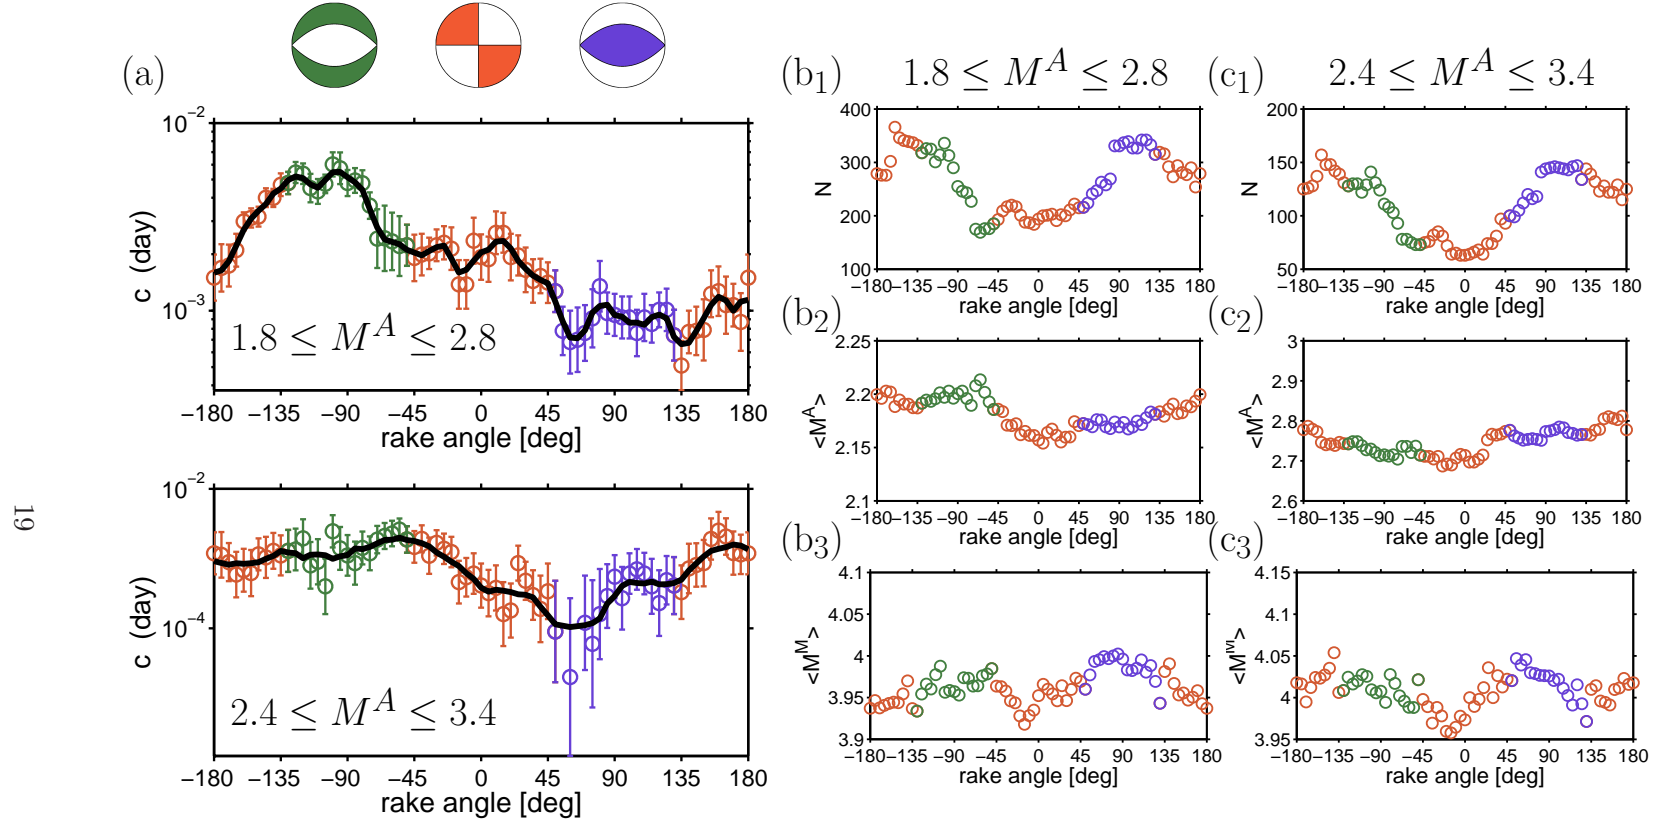 (a)
10⁻²
10⁻³
c (day)
1.8 ≤ M^A ≤ 2.8
−180 −135 −90 −45 0 45 90 135 180
rake angle [deg]
10⁻²
10⁻⁴
c (day)
2.4 ≤ M^A ≤ 3.4
−180 −135 −90 −45 0 45 90 135 180
rake angle [deg]
19
(b₁) 1.8 ≤ M^A ≤ 2.8
400
300
200
100
N
−180 −135 −90 −45 0 45 90 135 180
rake angle [deg]
(b₂)
2.25
2.2
2.15
2.1
<M^A>
−180 −135 −90 −45 0 45 90 135 180
rake angle [deg]
(b₃)
4.1
4.05
4
3.95
3.9
<M^M>
−180 −135 −90 −45 0 45 90 135 180
rake angle [deg]
(c₁) 2.4 ≤ M^A ≤ 3.4
200
150
100
50
N
−180 −135 −90 −45 0 45 90 135 180
rake angle [deg]
(c₂)
3
2.9
2.8
2.7
2.6
<M^A>
−180 −135 −90 −45 0 45 90 135 180
rake angle [deg]
(c₃)
4.15
4.1
4.05
4
3.95
<M^M>
−180 −135 −90 −45 0 45 90 135 180
rake angle [deg]